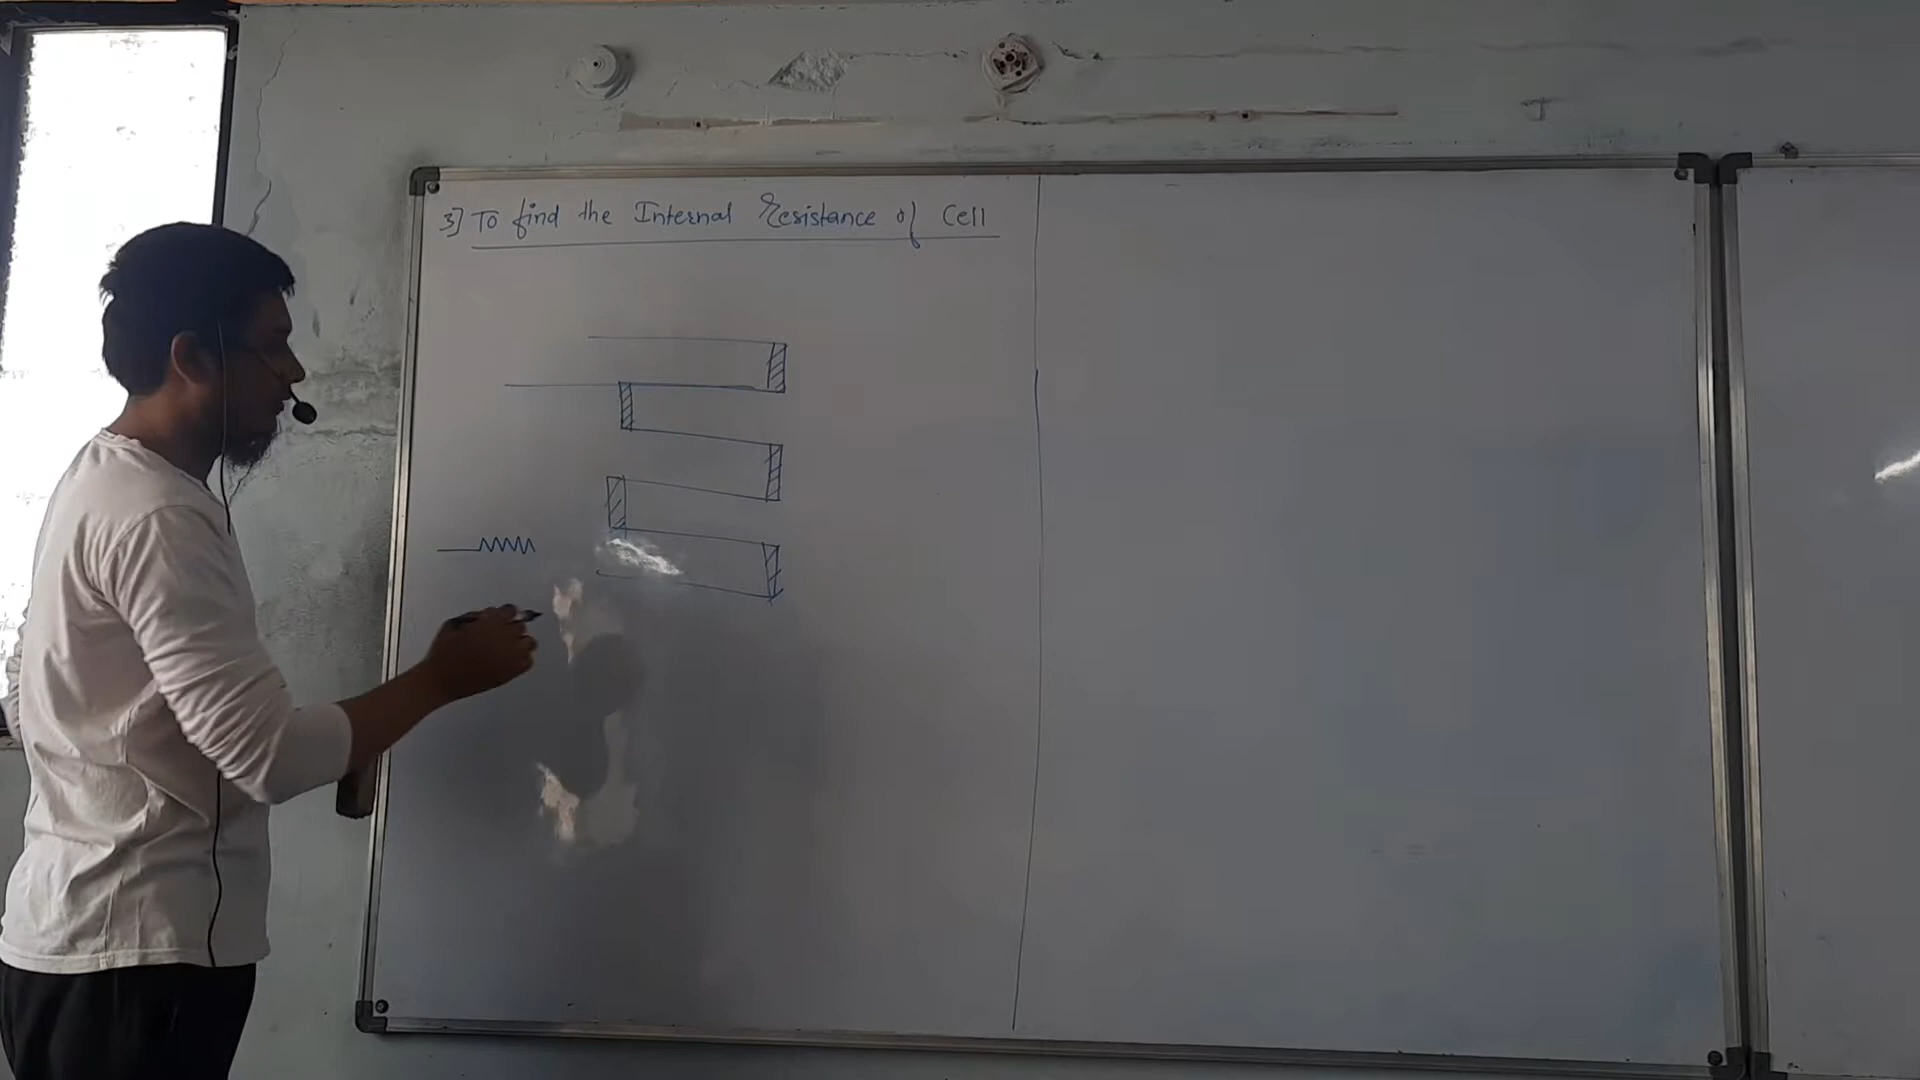 3] To find the Internal Resistance of Cell